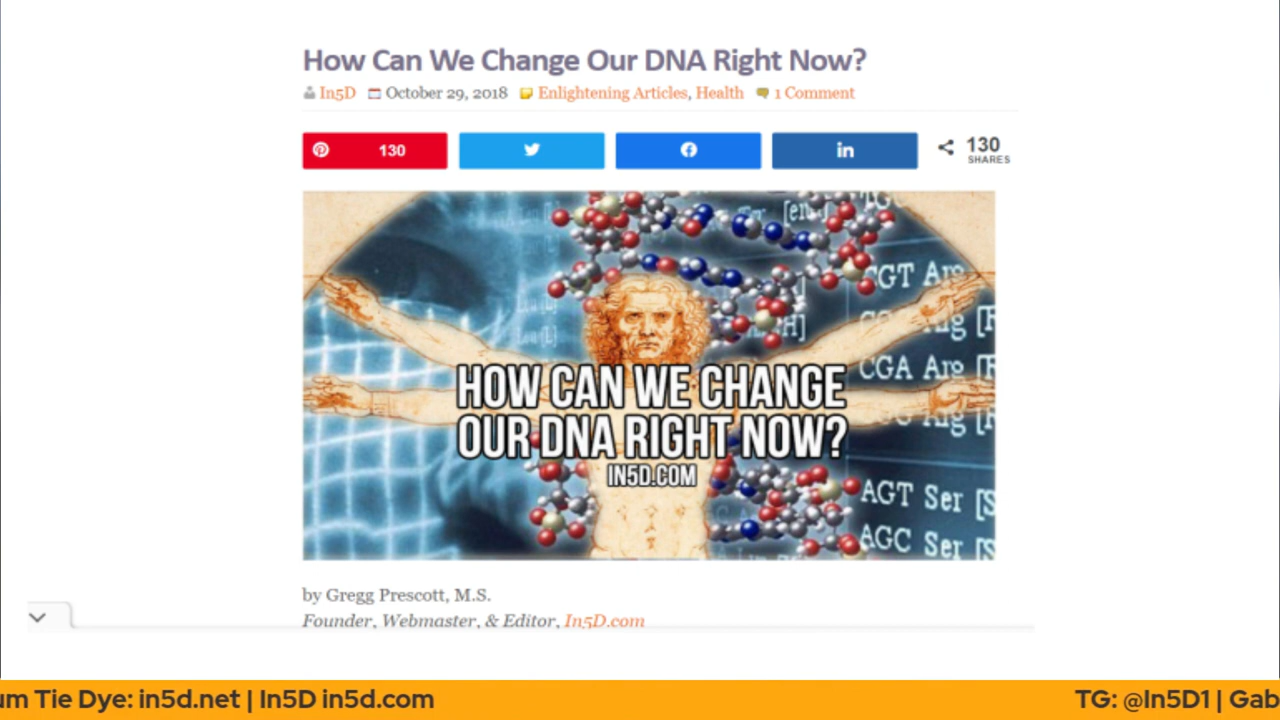 How Can We Change Our DNA Right Now?
In5D October 29, 2018 Enlightening Articles, Health 1 Comment
130
130
SHARES
[en
CGT Arg
H]
Arg [F
CGA Arg [F
Arg [F
HOW CAN WE CHANGE
OUR DNA RIGHT NOW?
IN5D.COM
AGT Ser [S
AGC Ser [S
by Gregg Prescott, M.S.
Founder, Webmaster, & Editor, In5D.com
um Tie Dye: in5d.net | In5D in5d.com
TG: @In5D1 | Gab